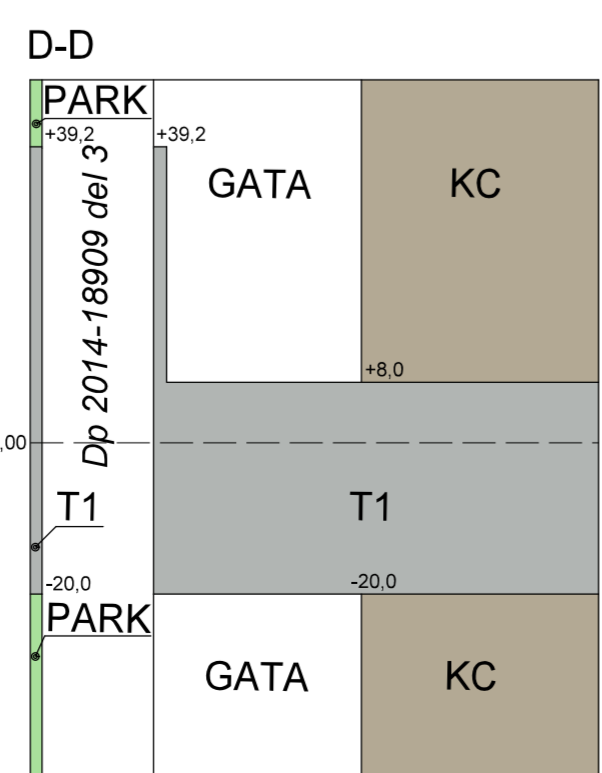 D-D
PARK
+39,2
+39,2
GATA
KC
Dp 2014-18909 del 3
+8,0
,00
T1
T1
-20,0
-20,0
PARK
GATA
KC